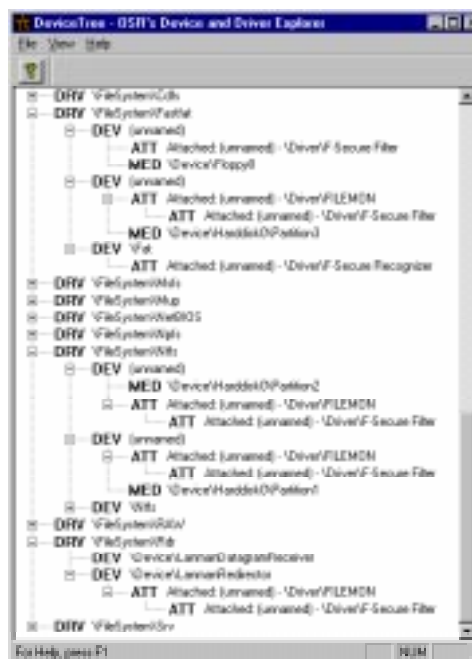 DeviceTree - OSR's Device and Driver Explorer
File View Help
DRV \FileSystem\Cdfs
DRV \FileSystem\Fastfat
DEV (unnamed)
ATT Attached: (unnamed) - \Driver\F-Secure Filter
MED \Device\Floppy0
DEV (unnamed)
ATT Attached: (unnamed) - \Driver\FILEMON
ATT Attached: (unnamed) - \Driver\F-Secure Filter
MED \Device\Harddisk0\Partition3
DEV \Fat
ATT Attached: (unnamed) - \Driver\F-Secure Recognizer
DRV \FileSystem\Msfs
DRV \FileSystem\Mup
DRV \FileSystem\NetBIOS
DRV \FileSystem\Npfs
DRV \FileSystem\Ntfs
DEV (unnamed)
MED \Device\Harddisk0\Partition2
ATT Attached: (unnamed) - \Driver\FILEMON
ATT Attached: (unnamed) - \Driver\F-Secure Filter
DEV (unnamed)
ATT Attached: (unnamed) - \Driver\FILEMON
ATT Attached: (unnamed) - \Driver\F-Secure Filter
MED \Device\Harddisk0\Partition1
DEV \Ntfs
DRV \FileSystem\RAW
DRV \FileSystem\Rdr
DEV \Device\LanmanDatagramReceiver
DEV \Device\LanmanRedirector
ATT Attached: (unnamed) - \Driver\FILEMON
ATT Attached: (unnamed) - \Driver\F-Secure Filter
DRV \FileSystem\Srv
For Help, press F1 NUM